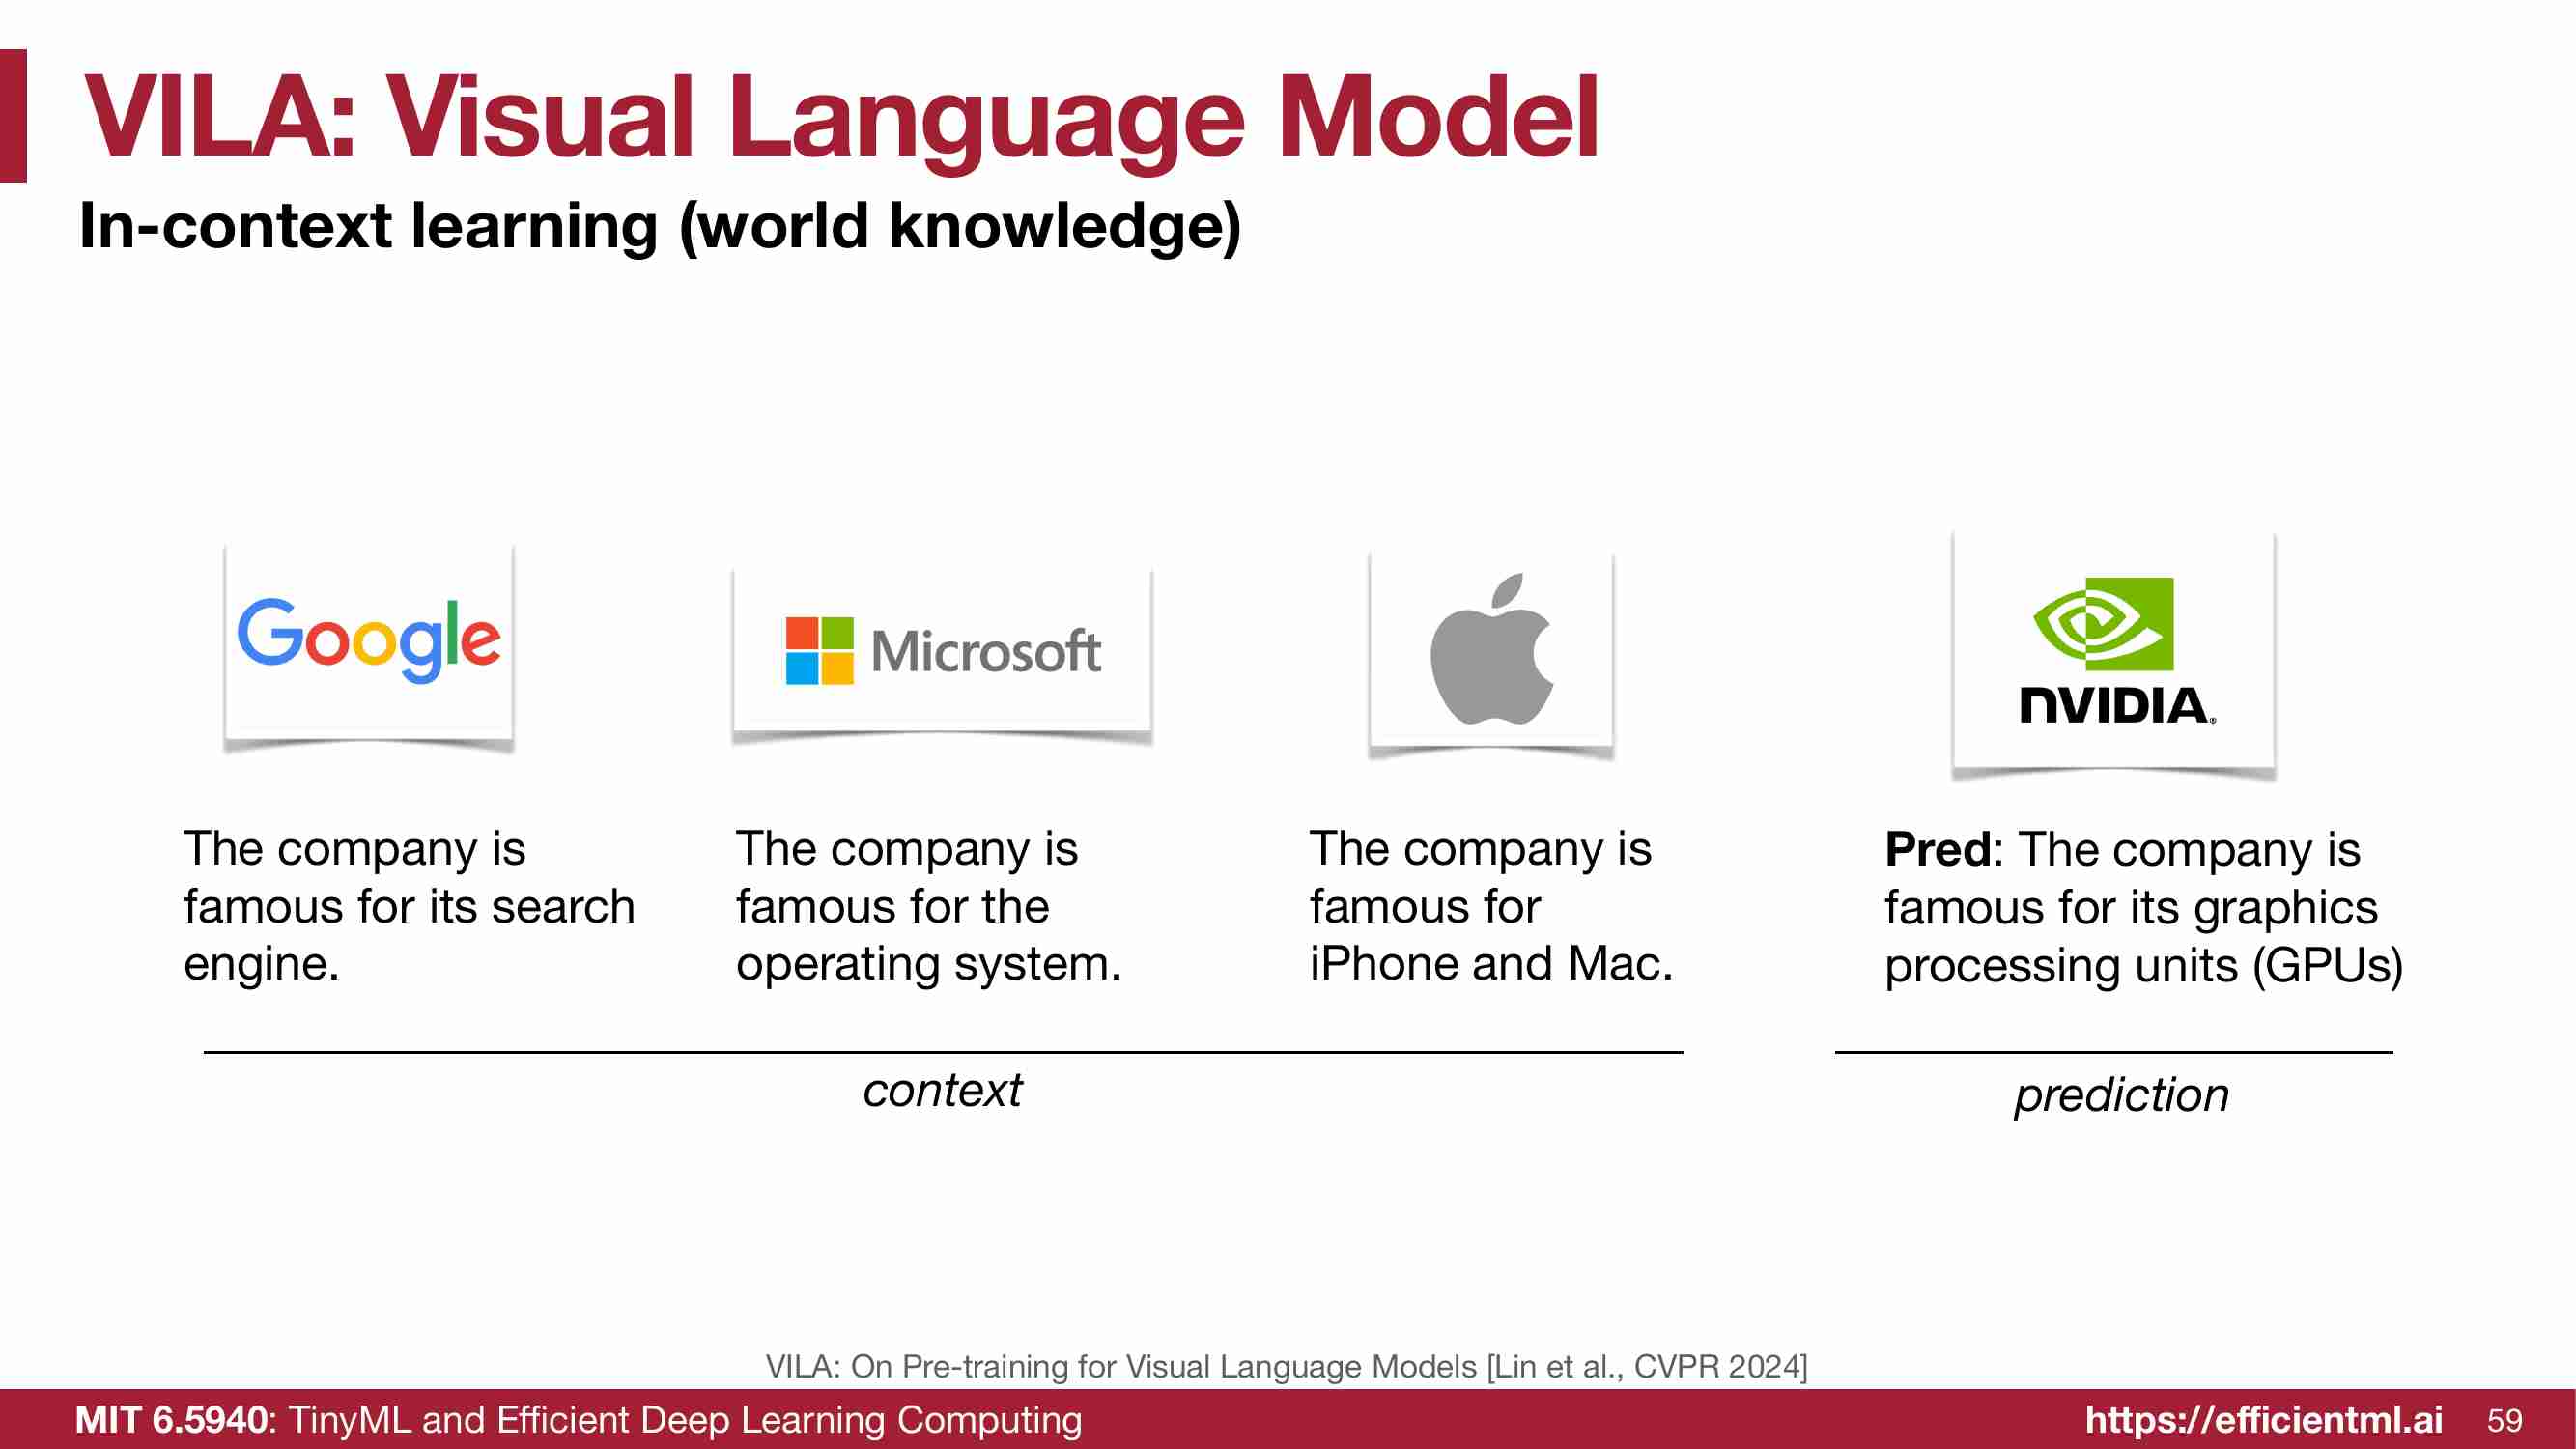 VILA: Visual Language Model
In-context learning (world knowledge)
Google
Microsoft
NVIDIA®
The company is
famous for its search
engine.
The company is
famous for the
operating system.
The company is
famous for
iPhone and Mac.
Pred: The company is
famous for its graphics
processing units (GPUs)
context
prediction
VILA: On Pre-training for Visual Language Models [Lin et al., CVPR 2024]
MIT 6.5940: TinyML and Efficient Deep Learning Computing
https://efficientml.ai 59